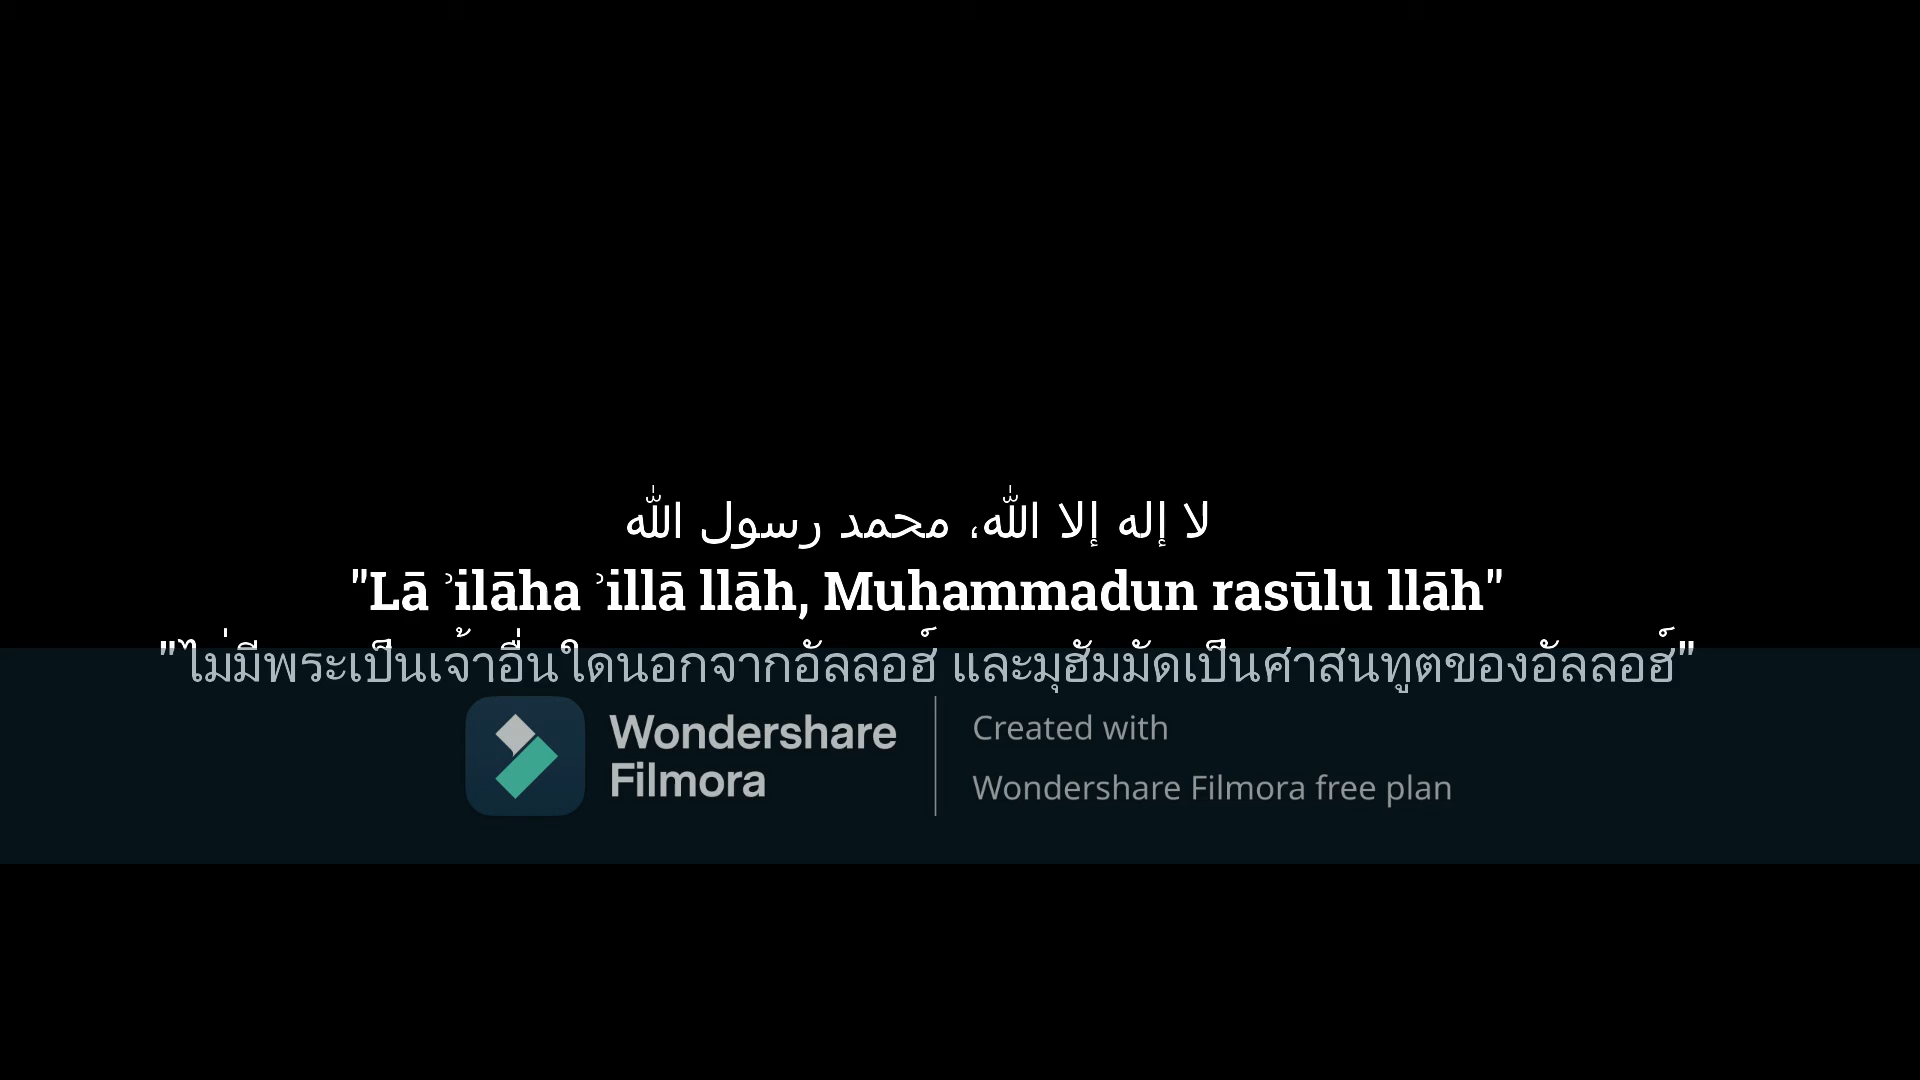 لا إله إلا الله، محمد رسول الله
"Lā ʾilāha ʾillā llāh, Muhammadun rasūlu llāh"
"ไม่มีพระเป็นเจ้าอื่นใดนอกจากอัลลอฮ์ และมุฮัมมัดเป็นศาสนทูตของอัลลอฮ์"
Wondershare
Filmora
Created with
Wondershare Filmora free plan